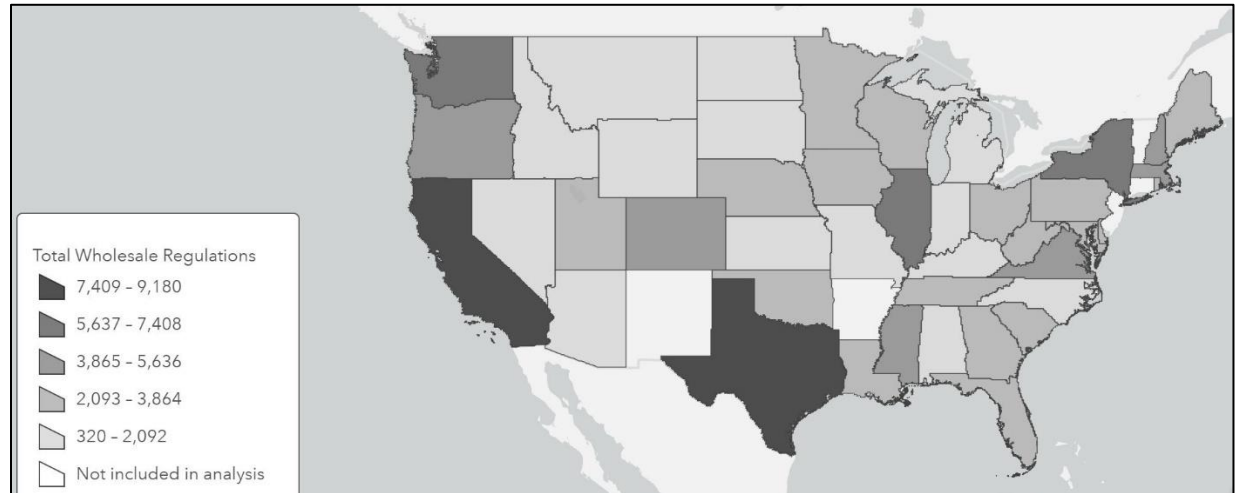 Total Wholesale Regulations
7,409 – 9,180
5,637 – 7,408
3,865 – 5,636
2,093 – 3,864
320 – 2,092
Not included in analysis